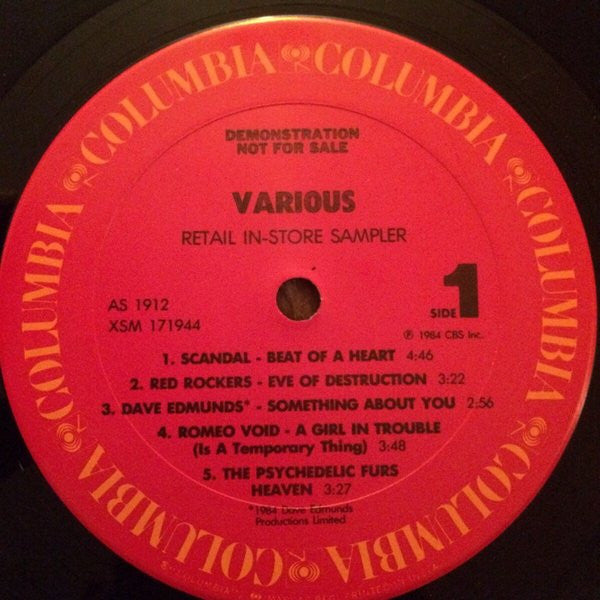 COLUMBIA COLUMBIA COLUMBIA COLUMBIA COLUMBIA COLUMBIA COLUMBIA COLUMBIA
DEMONSTRATION
NOT FOR SALE
VARIOUS
RETAIL IN-STORE SAMPLER
AS 1912
XSM 171944
SIDE 1
℗ 1984 CBS Inc.
1. SCANDAL - BEAT OF A HEART 4:46
2. RED ROCKERS - EVE OF DESTRUCTION 3:22
3. DAVE EDMUNDS* - SOMETHING ABOUT YOU 2:56
4. ROMEO VOID - A GIRL IN TROUBLE
(Is A Temporary Thing) 3:48
5. THE PSYCHEDELIC FURS
HEAVEN 3:27
*1984 Dave Edmunds
Productions Limited